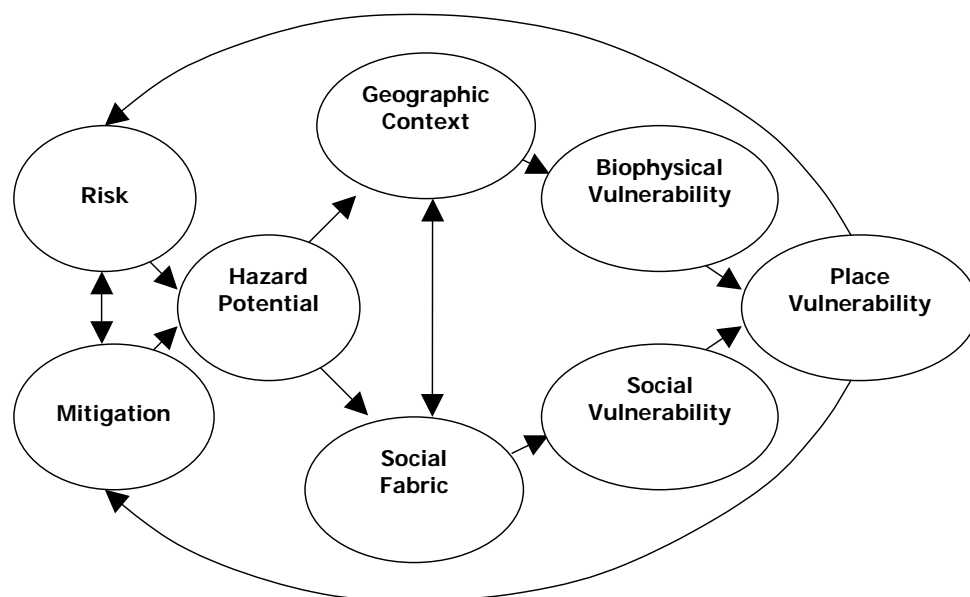 Geographic
Context
Risk
Biophysical
Vulnerability
Hazard
Potential
Place
Vulnerability
Mitigation
Social
Vulnerability
Social
Fabric